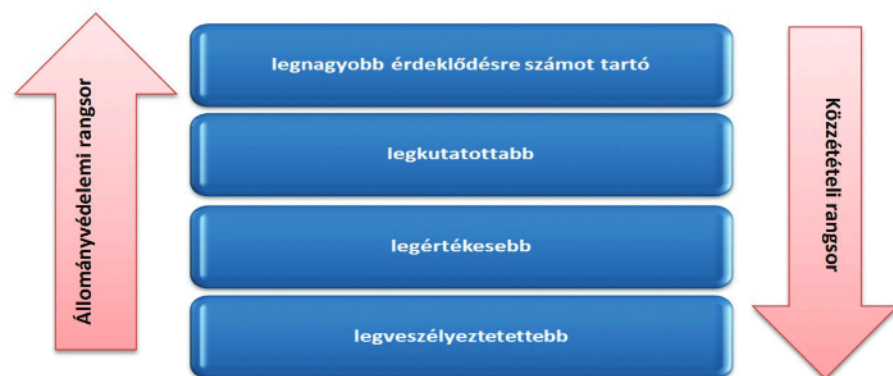 Állományvédelemi rangsor
legnagyobb érdeklődésre számot tartó
legkutatottabb
legértékesebb
legveszélyeztetettebb
Közzétételi rangsor